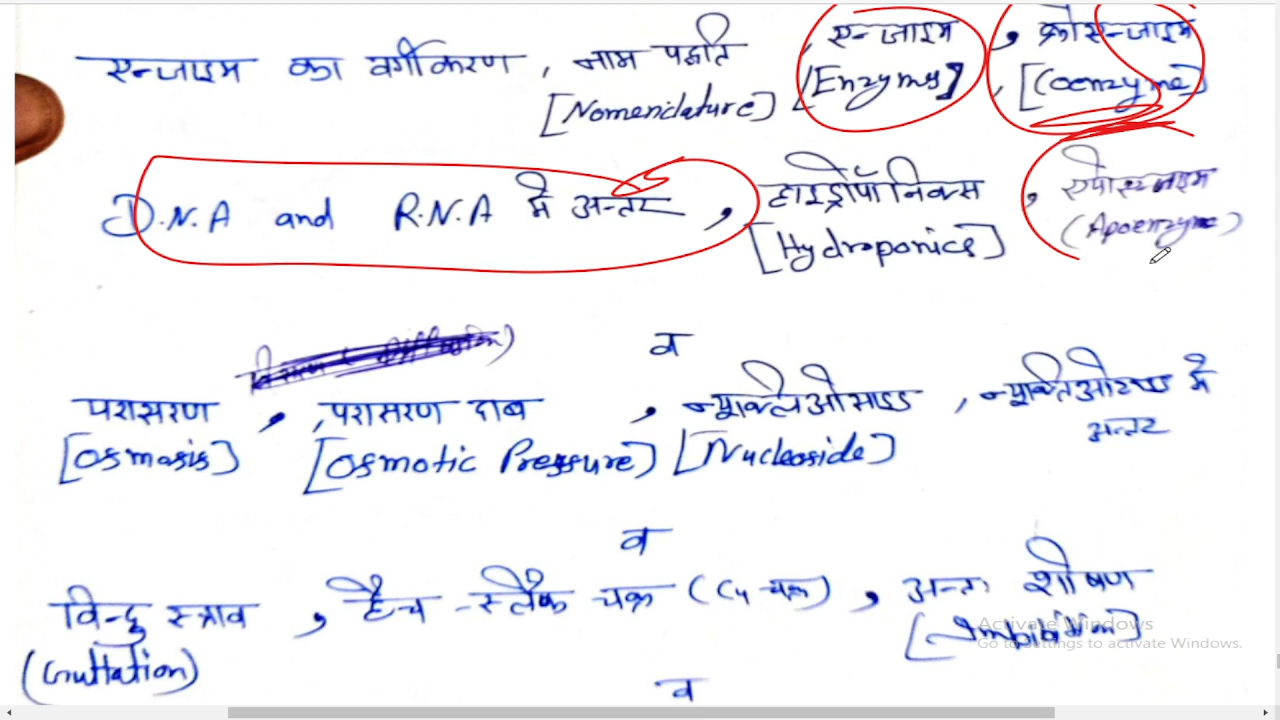 एन्जाइम का वर्गीकरण , नाम पद्धति , एन्जाइम , कोएन्जाइम
[Nomenclature] [Enzymes] , [Coenzyme]
D.N.A and R.N.A में अन्तर , हाइड्रोपॉनिक्स , एपोएन्जाइम
[Hydroponics] (Apoenzyme)
व
परासरण , , परासरण दाब , न्यूक्लिओसाइड , न्यूक्लिओटाइड में
[Osmosis] [Osmotic Pressure] [Nucleoside] अन्तर
व
बिन्दु स्त्राव , हैच -स्लैक चक्र (C4 चक्र) , अन्तः शोषण
(Guttation) [Imbibition]
Activate Windows
Go to Settings to activate Windows.
व